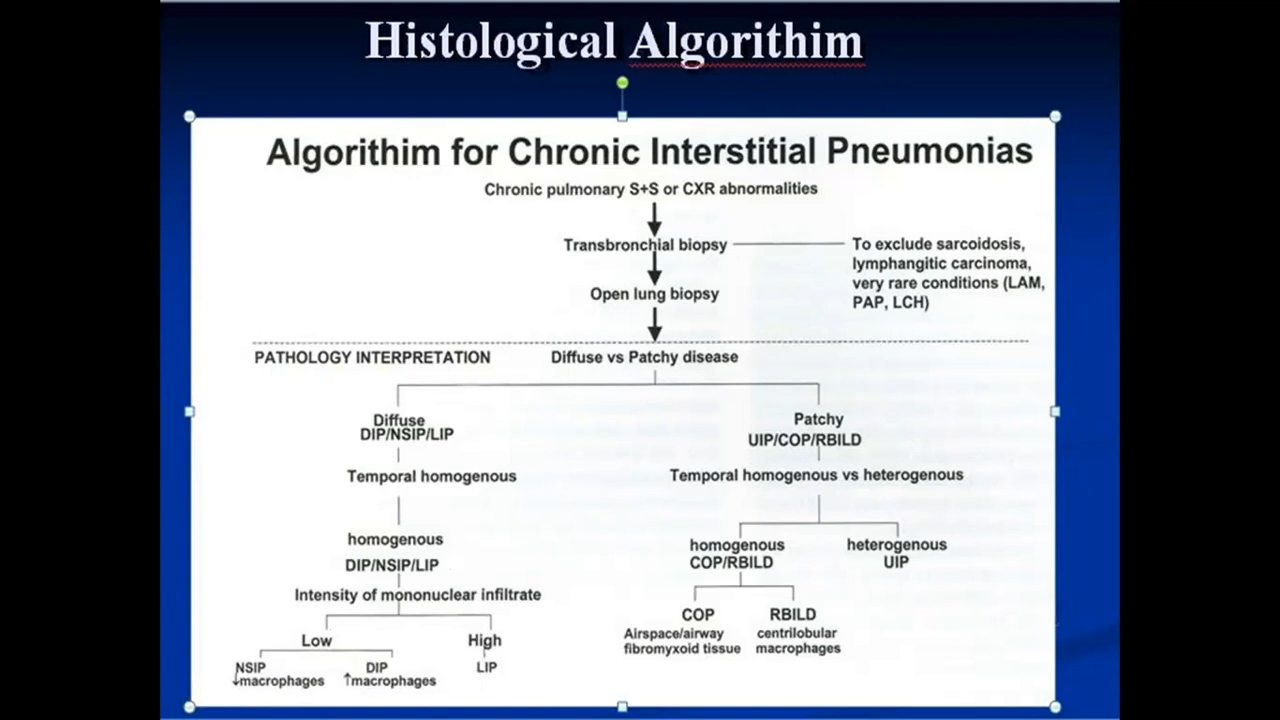 Histological Algorithim
Algorithim for Chronic Interstitial Pneumonias
Chronic pulmonary S+S or CXR abnormalities
Transbronchial biopsy
To exclude sarcoidosis,
lymphangitic carcinoma,
very rare conditions (LAM,
PAP, LCH)
Open lung biopsy
PATHOLOGY INTERPRETATION
Diffuse vs Patchy disease
Diffuse
DIP/NSIP/LIP
Temporal homogenous
homogenous
DIP/NSIP/LIP
Intensity of mononuclear infiltrate
Low
High
NSIP
↓macrophages
DIP
↑macrophages
LIP
Patchy
UIP/COP/RBILD
Temporal homogenous vs heterogenous
homogenous
COP/RBILD
heterogenous
UIP
COP
Airspace/airway
fibromyxoid tissue
RBILD
centrilobular
macrophages